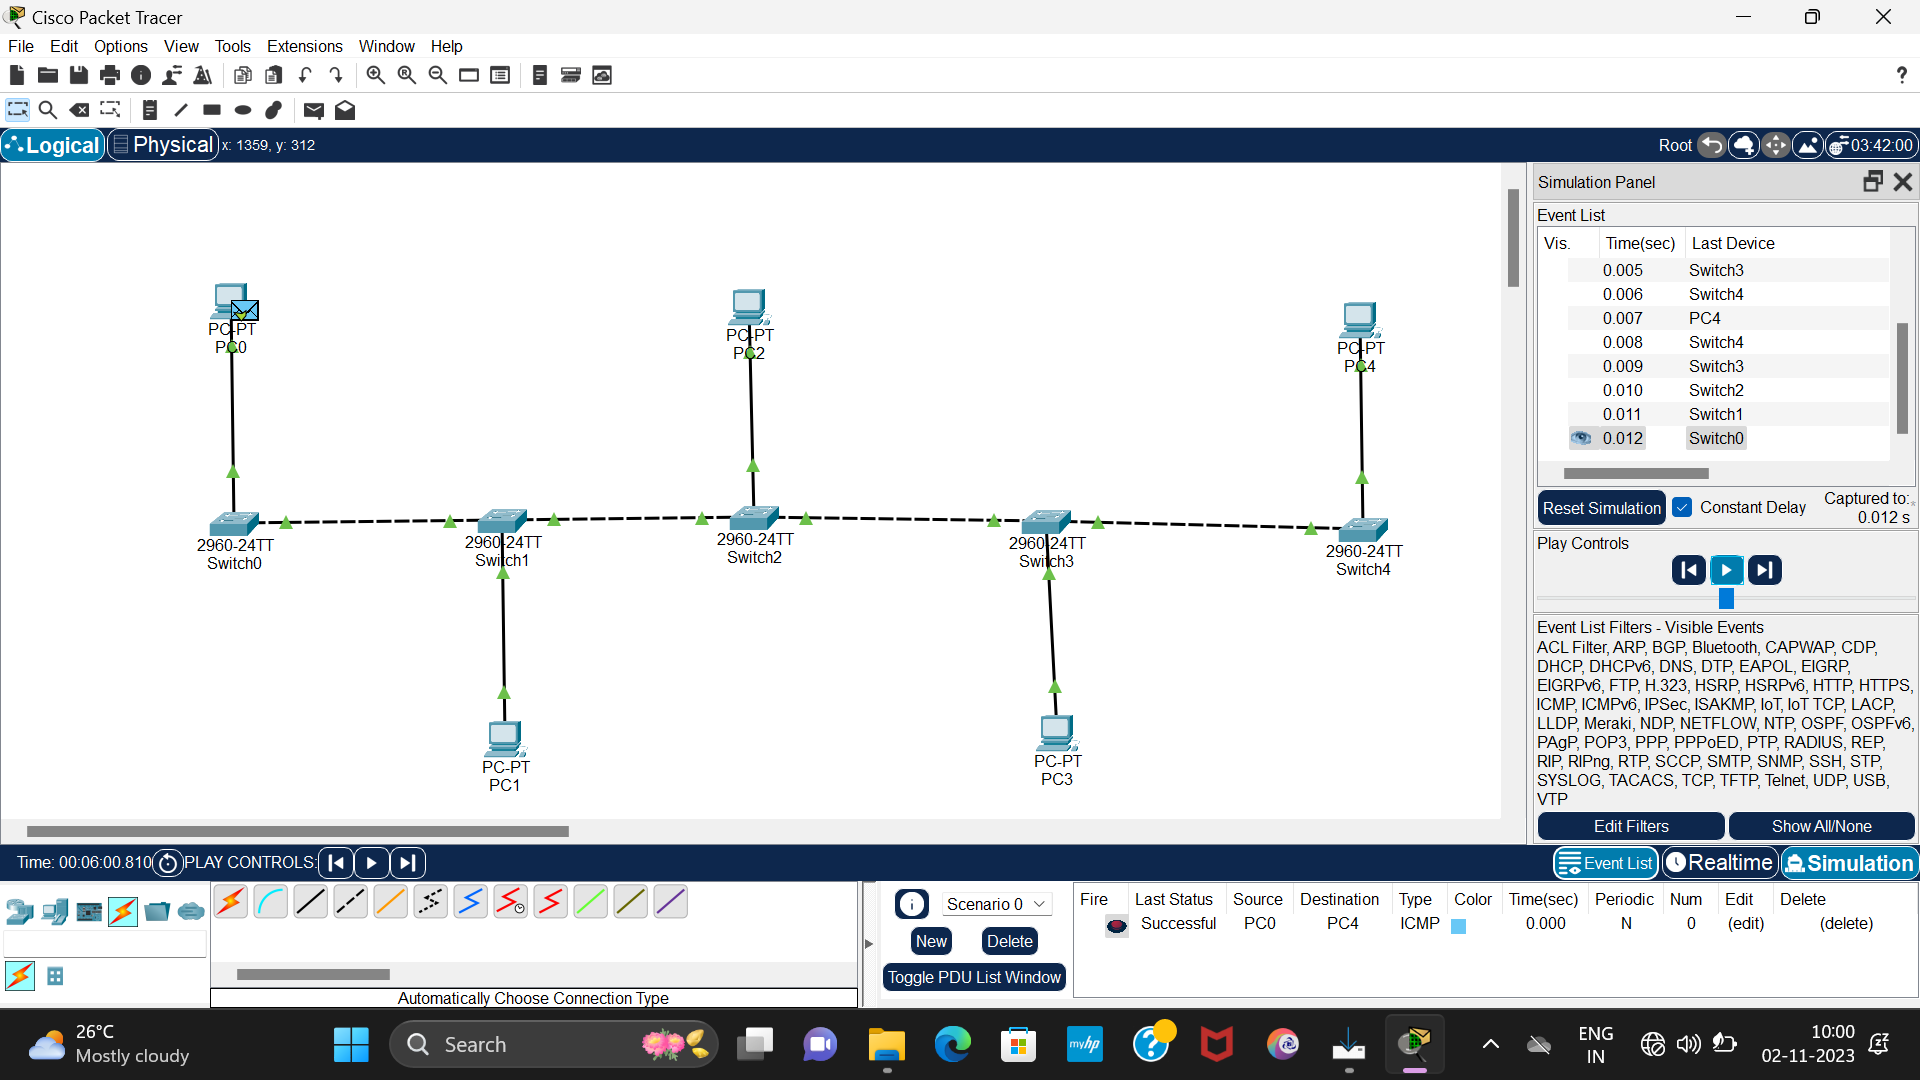 Cisco Packet Tracer
File Edit Options View Tools Extensions Window Help
Logical Physical x: 1359, y: 312
Root 03:42:00
PC-PT
PC0
PC-PT
PC2
PC-PT
PC4
2960-24TT
Switch0
2960-24TT
Switch1
2960-24TT
Switch2
2960-24TT
Switch3
2960-24TT
Switch4
PC-PT
PC1
PC-PT
PC3
Simulation Panel
Event List
Vis. Time(sec) Last Device
0.005 Switch3
0.006 Switch4
0.007 PC4
0.008 Switch4
0.009 Switch3
0.010 Switch2
0.011 Switch1
0.012 Switch0
Reset Simulation Constant Delay Captured to:
0.012 s
Play Controls
Event List Filters - Visible Events
ACL Filter, ARP, BGP, Bluetooth, CAPWAP, CDP,
DHCP, DHCPv6, DNS, DTP, EAPOL, EIGRP,
EIGRPv6, FTP, H.323, HSRP, HSRPv6, HTTP, HTTPS,
ICMP, ICMPv6, IPSec, ISAKMP, IoT, IoT TCP, LACP,
LLDP, Meraki, NDP, NETFLOW, NTP, OSPF, OSPFv6,
PAgP, POP3, PPP, PPPoED, PTP, RADIUS, REP,
RIP, RIPng, RTP, SCCP, SMTP, SNMP, SSH, STP,
SYSLOG, TACACS, TCP, TFTP, Telnet, UDP, USB,
VTP
Edit Filters Show All/None
Time: 00:06:00.810 PLAY CONTROLS:
Event List Realtime Simulation
Scenario 0
New Delete
Toggle PDU List Window
Fire Last Status Source Destination Type Color Time(sec) Periodic Num Edit Delete
Successful PC0 PC4 ICMP 0.000 N 0 (edit) (delete)
Automatically Choose Connection Type
26°C
Mostly cloudy
Search
myhp
ENG
IN
10:00
02-11-2023